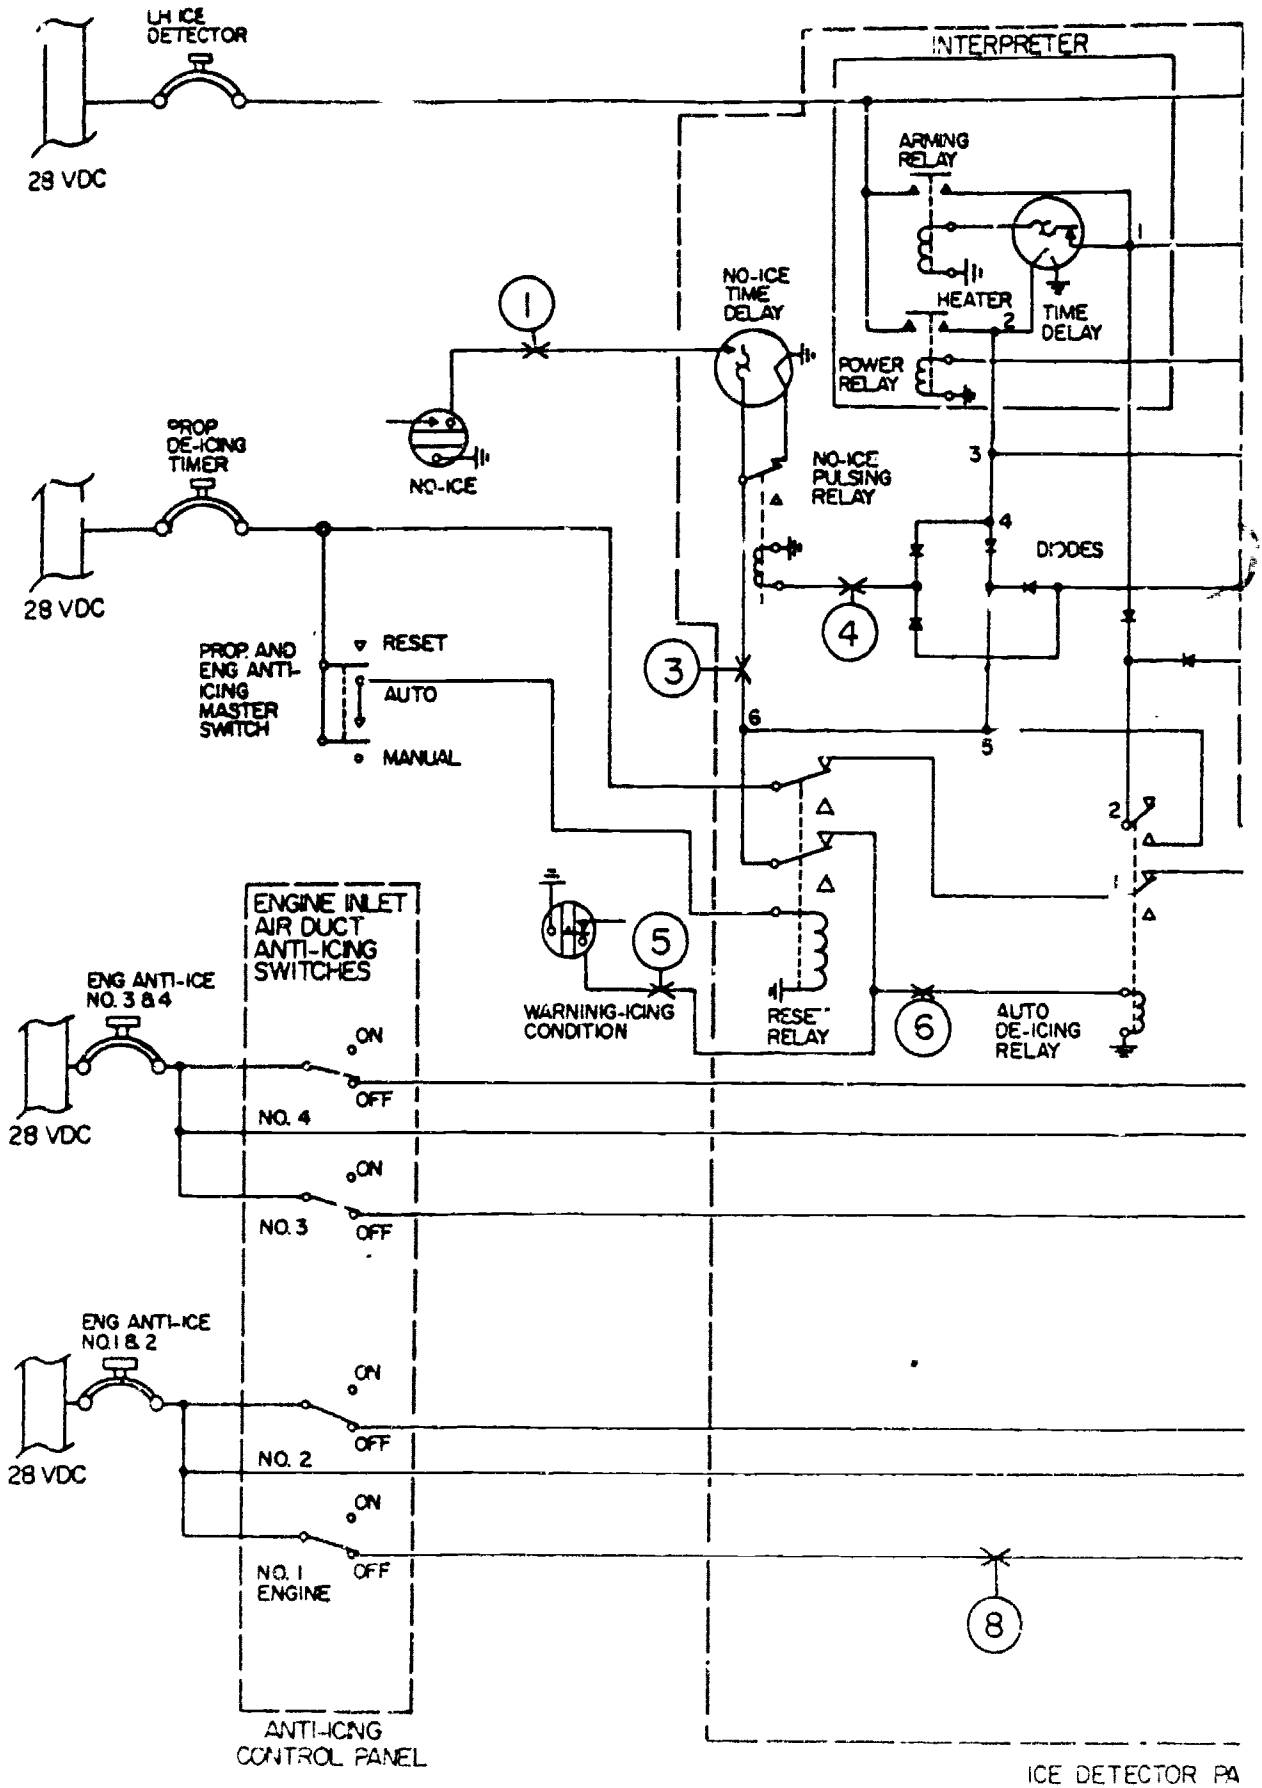 LH ICE
DETECTOR
28 VDC
INTERPRETER
ARMING
RELAY
1
HEATER
2
TIME
DELAY
POWER
RELAY
NO-ICE
TIME
DELAY
1
NO-ICE
PROP
DE-ICING
TIMER
28 VDC
3
NO-ICE
PULSING
RELAY
4
DIODES
4
3
PROP. AND
ENG ANTI-
ICING
MASTER
SWITCH
RESET
AUTO
MANUAL
6
5
2
1
ENGINE INLET
AIR DUCT
ANTI-ICING
SWITCHES
5
WARNING-ICING
CONDITION
RESET
RELAY
6
AUTO
DE-ICING
RELAY
ENG ANTI-ICE
NO. 3 & 4
28 VDC
ON
OFF
NO. 4
ON
OFF
NO. 3
ENG ANTI-ICE
NO. 1 & 2
28 VDC
ON
OFF
NO. 2
ON
OFF
NO. 1
ENGINE
8
ANTI-ICING
CONTROL PANEL
ICE DETECTOR PA